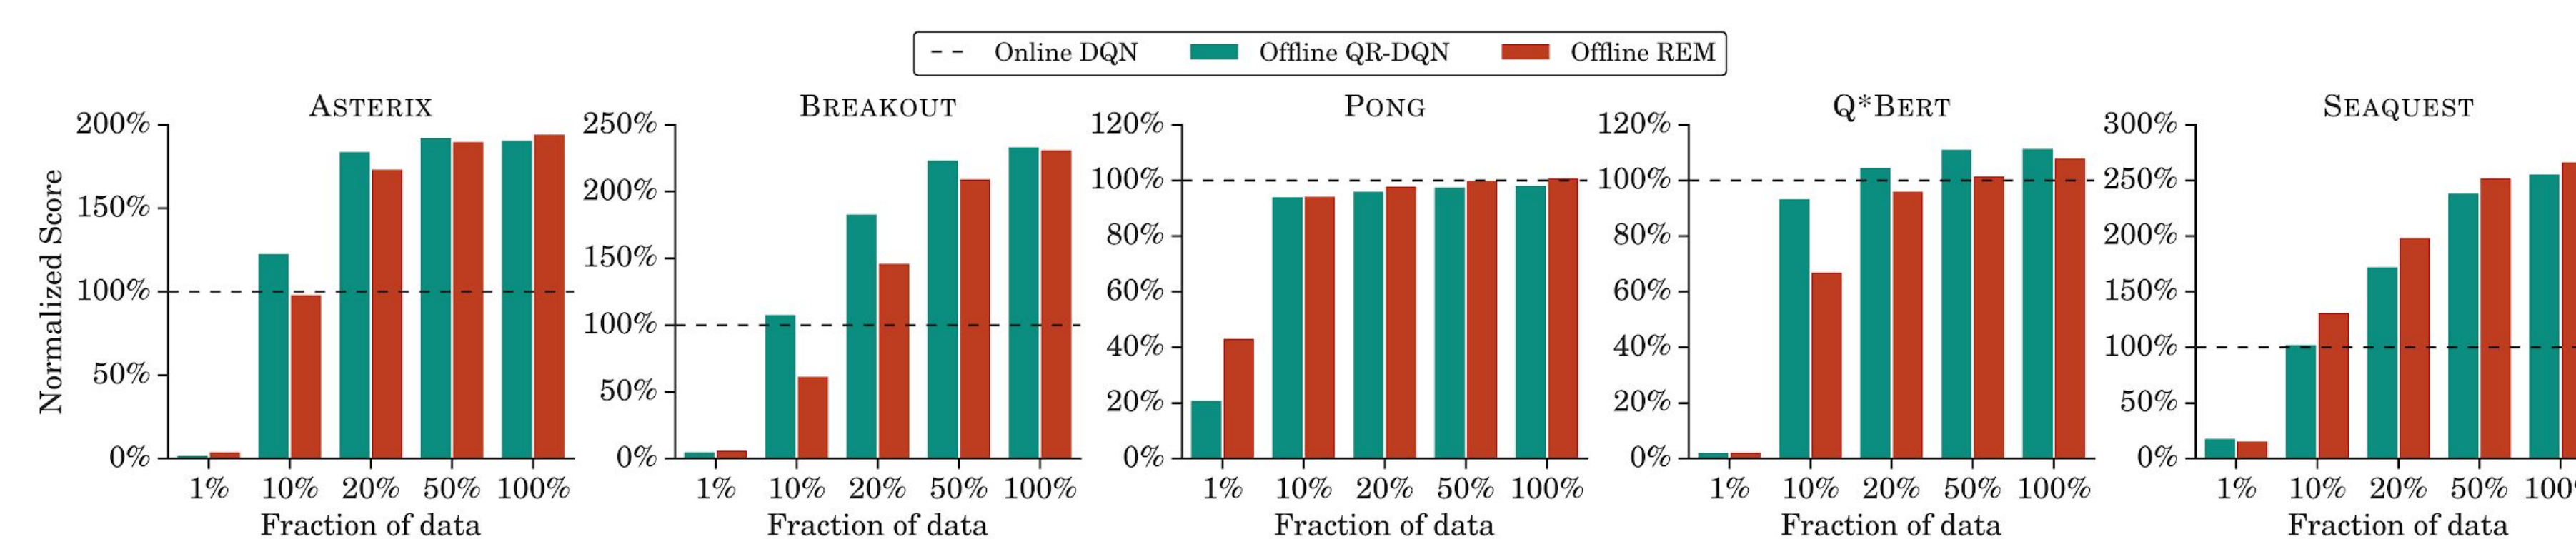 Online DQN Offline QR-DQN Offline REM
ASTERIX
200%
150%
100%
50%
0%
Normalized Score
1% 10% 20% 50% 100%
Fraction of data
BREAKOUT
250%
200%
150%
100%
50%
0%
1% 10% 20% 50% 100%
Fraction of data
PONG
120%
100%
80%
60%
40%
20%
0%
1% 10% 20% 50% 100%
Fraction of data
Q*BERT
120%
100%
80%
60%
40%
20%
0%
1% 10% 20% 50% 100%
Fraction of data
SEAQUEST
300%
250%
200%
150%
100%
50%
0%
1% 10% 20% 50% 100
Fraction of data